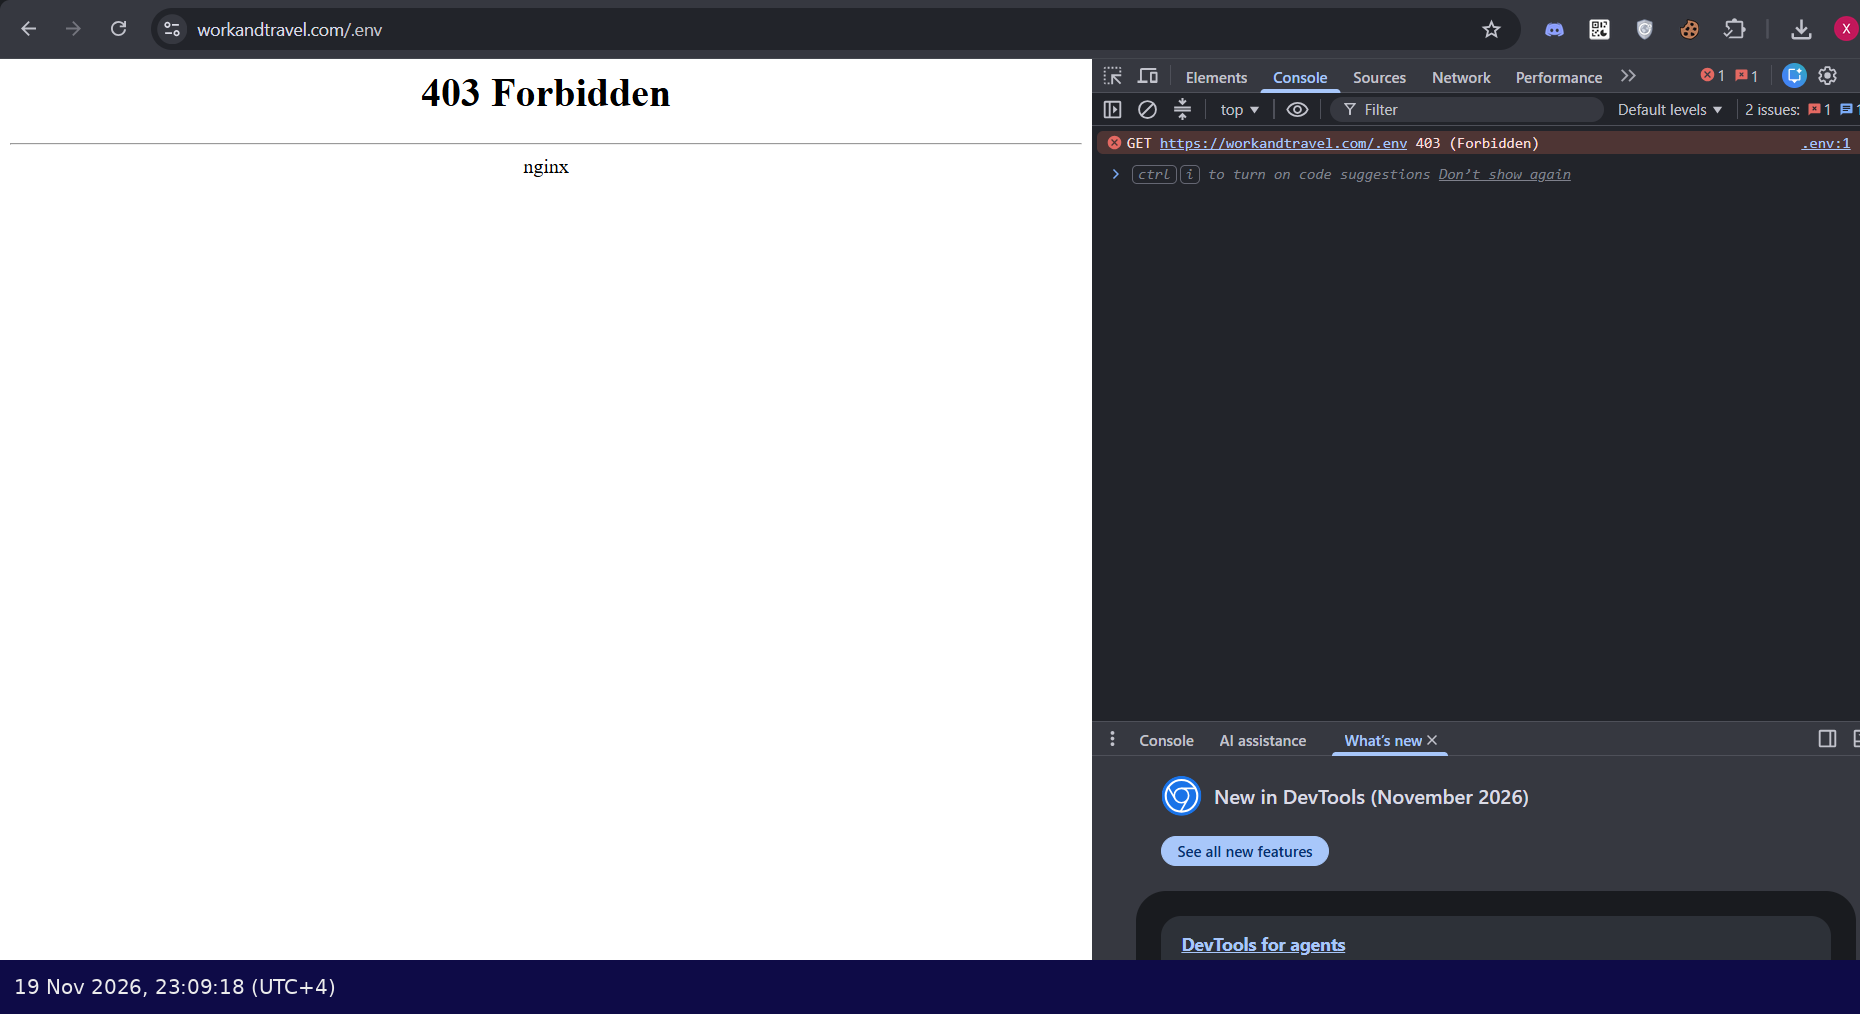 workandtravel.com/.env
X
403 Forbidden
nginx
Elements Console Sources Network Performance 1 1
top Filter Default levels 2 issues: 1 1
GET https://workandtravel.com/.env 403 (Forbidden) .env:1
ctrl i to turn on code suggestions Don’t show again
Console AI assistance What's new
New in DevTools (November 2026)
See all new features
DevTools for agents
19 Nov 2026, 23:09:18 (UTC+4)